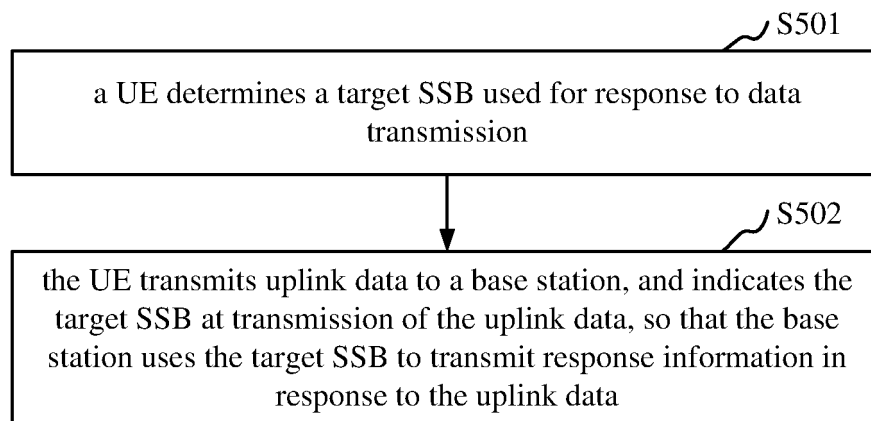 S501
a UE determines a target SSB used for response to data
transmission
S502
the UE transmits uplink data to a base station, and indicates the
target SSB at transmission of the uplink data, so that the base
station uses the target SSB to transmit response information in
response to the uplink data